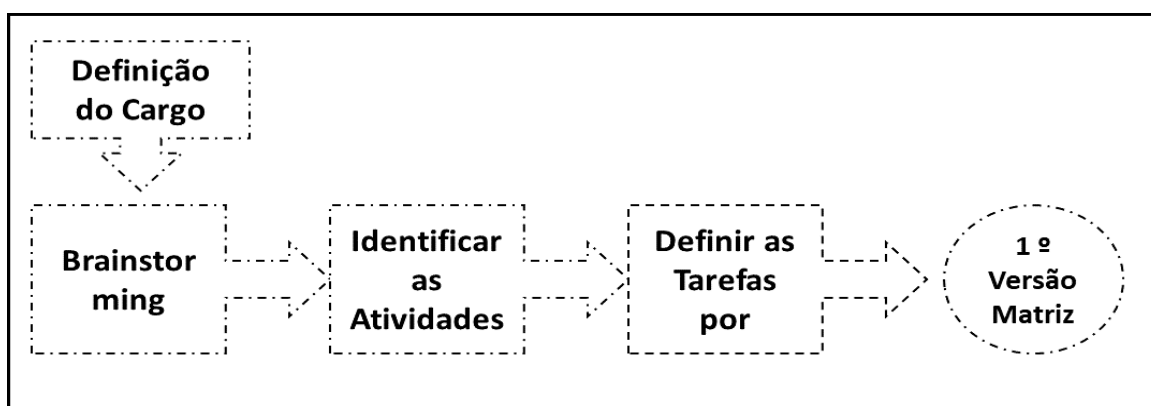 Definição
do Cargo
Brainstor
ming
Identificar
as
Atividades
Definir as
Tarefas
por
1 º
Versão
Matriz